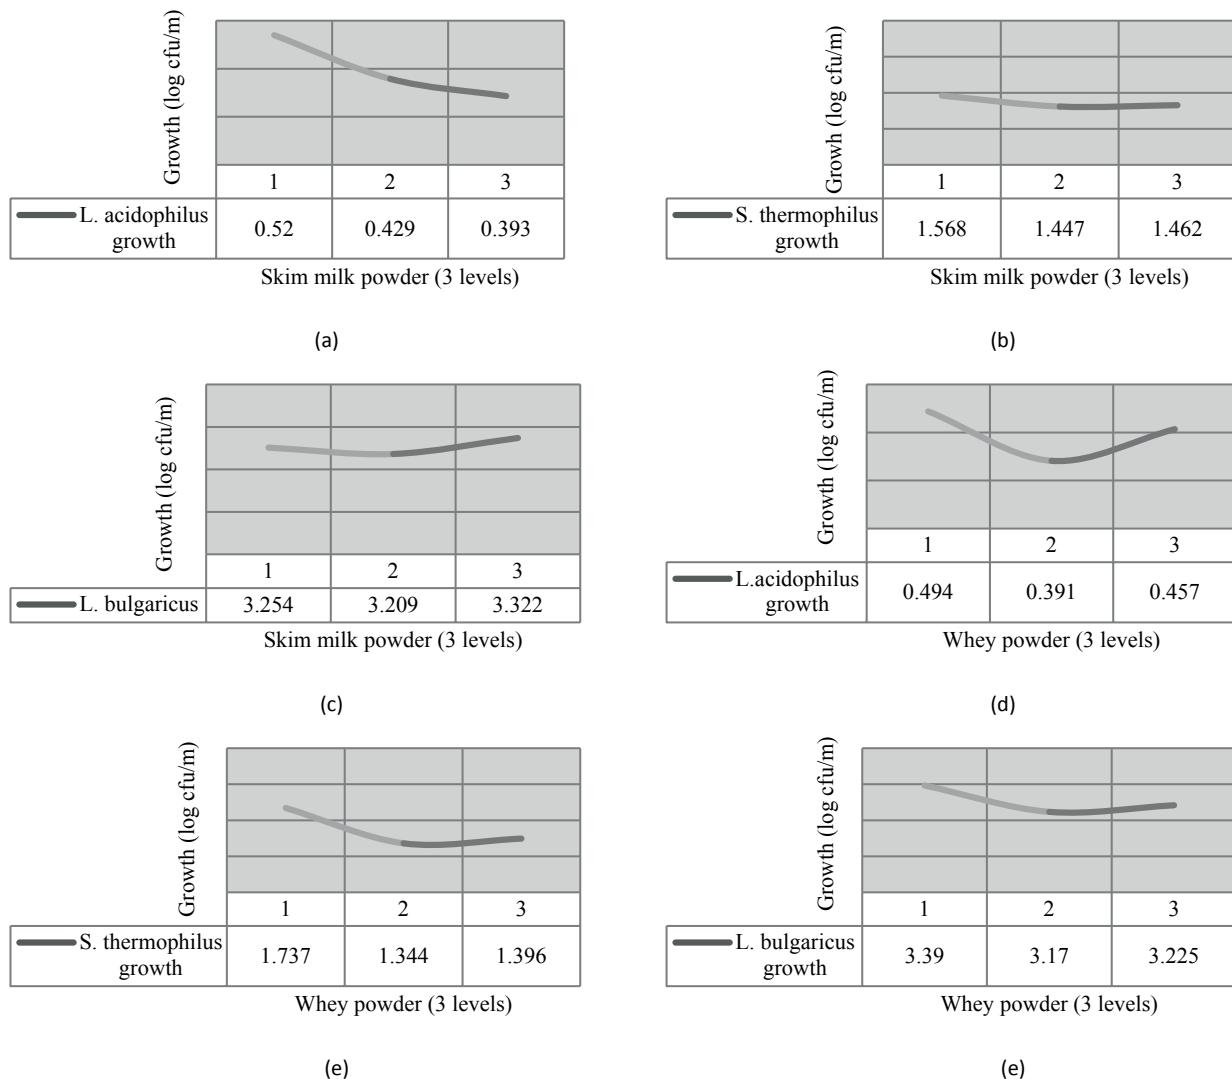 Growth (log cfu/m)
1 2 3
L. acidophilus growth 0.52 0.429 0.393
Skim milk powder (3 levels)
(a)
Growh (log cfu/m)
1 2 3
S. thermophilus growth 1.568 1.447 1.462
Skim milk powder (3 levels)
(b)
Growth (log cfu/m)
1 2 3
L. bulgaricus 3.254 3.209 3.322
Skim milk powder (3 levels)
(c)
Growth (log cfu/m)
1 2 3
L.acidophilus growth 0.494 0.391 0.457
Whey powder (3 levels)
(d)
Growth (log cfu/m)
1 2 3
S. thermophilus growth 1.737 1.344 1.396
Whey powder (3 levels)
(e)
Growth (log cfu/m)
1 2 3
L. bulgaricus growth 3.39 3.17 3.225
Whey powder (3 levels)
(e)